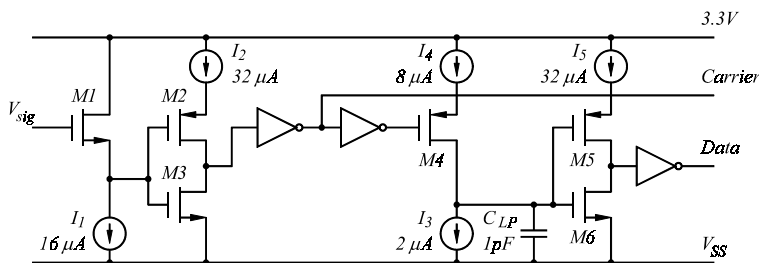 3.3V
I2
32 μA
I4
8 μA
I5
32 μA
Carrier
M1
M2
Vsig
M3
M4
M5
Data
I1
16 μA
I3
2 μA
CLP
1pF
M6
VSS